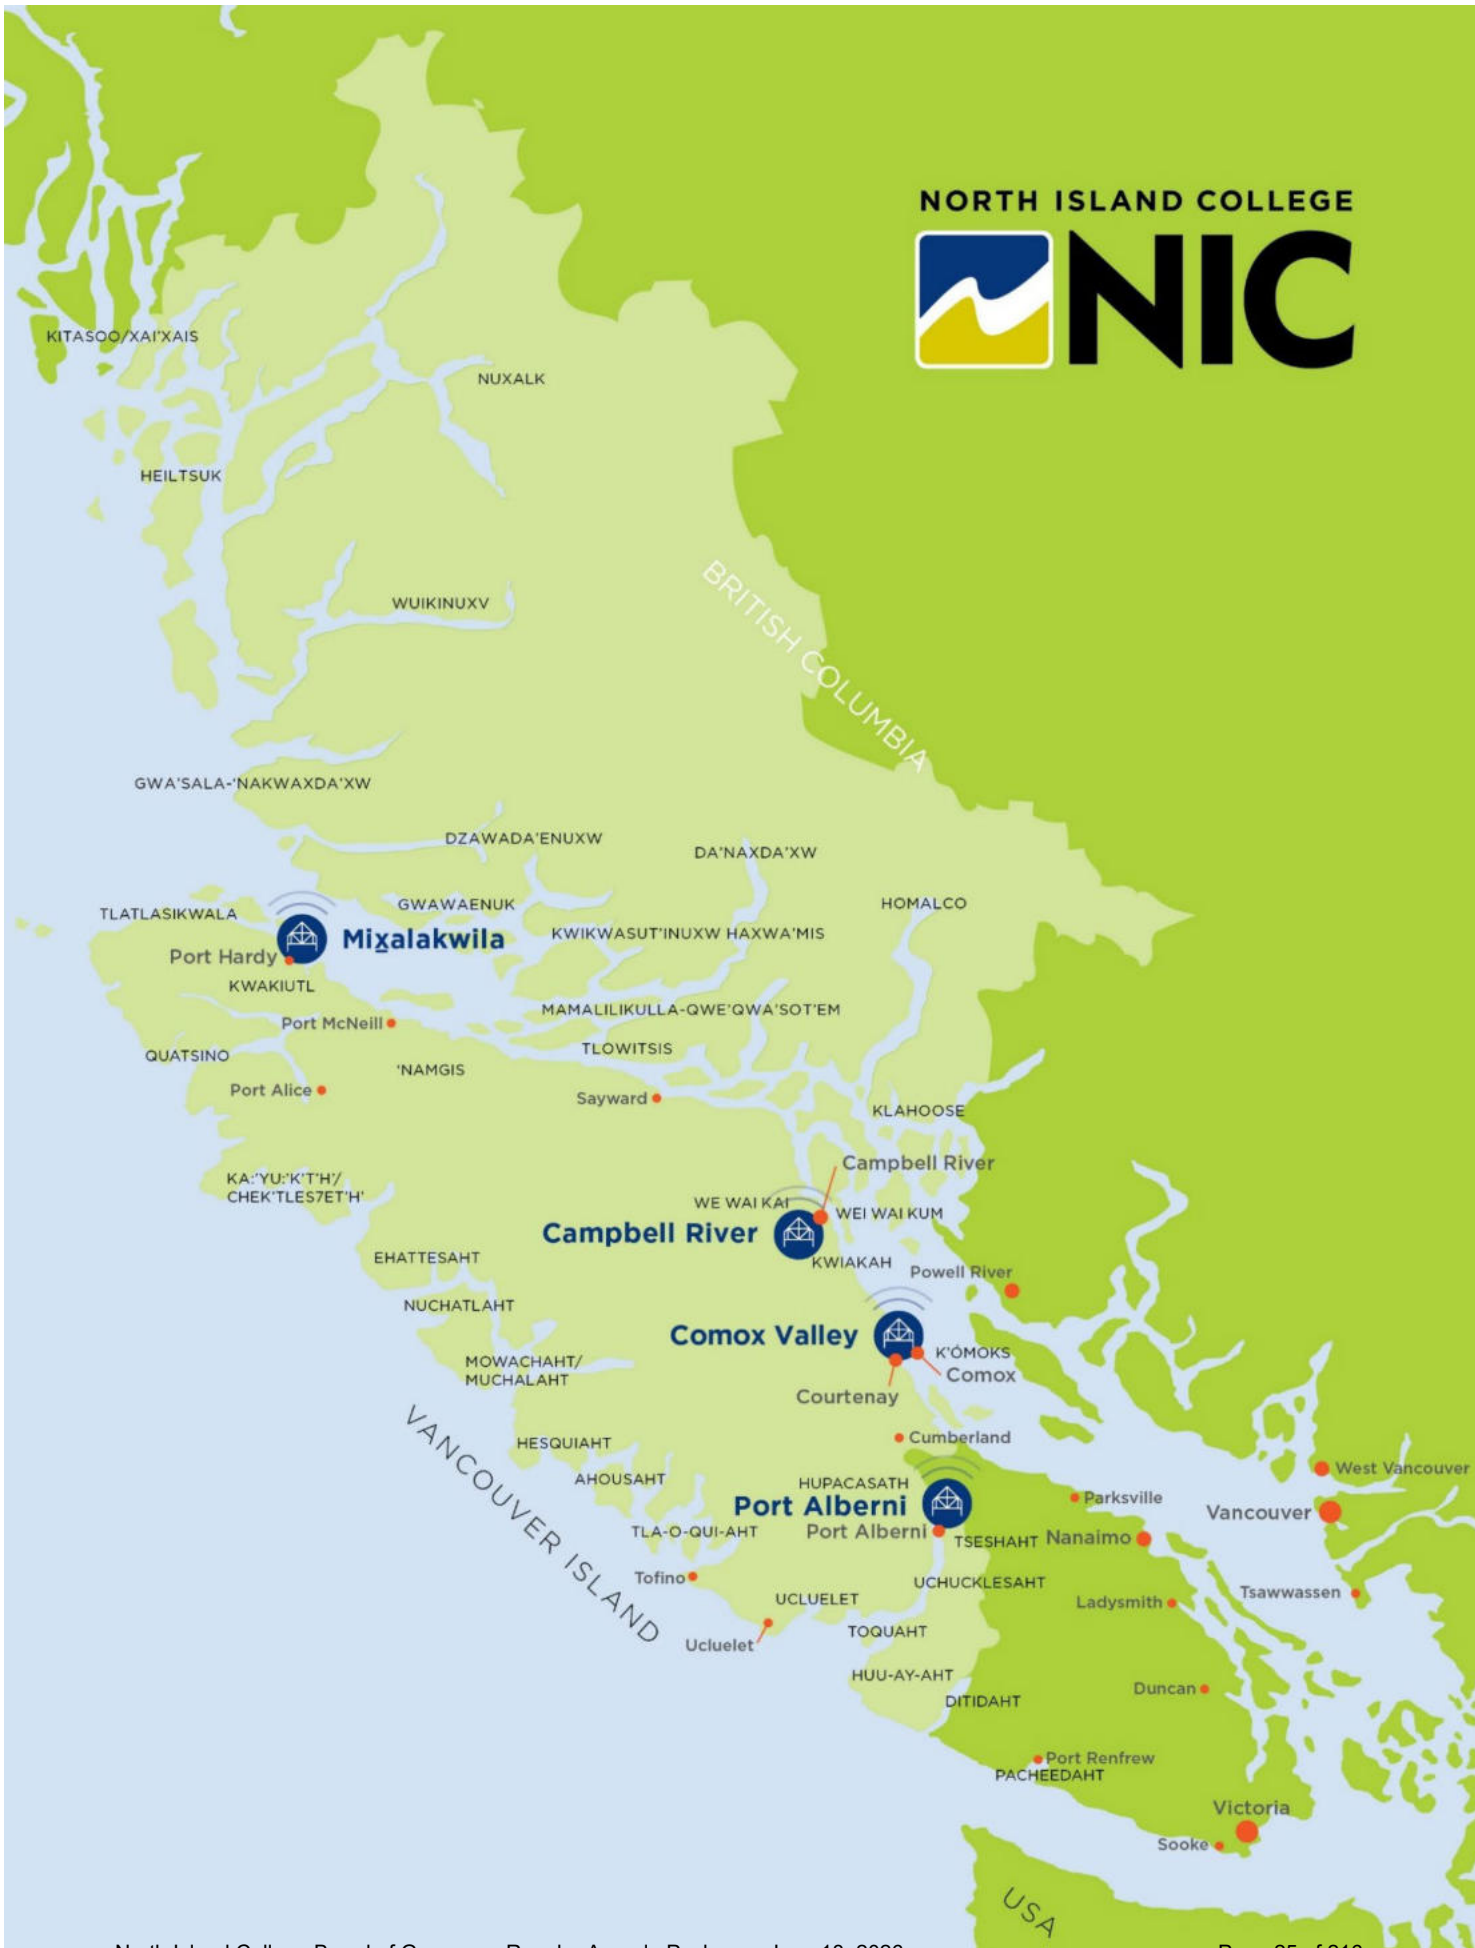 NORTH ISLAND COLLEGE
NIC
KITASOO/XAI'XAIS
NUXALK
HEILTSUK
BRITISH COLUMBIA
WUIKINUXV
GWA'SALA-'NAKWAXDA'XW
DZAWADA'ENUXW
DA'NAXDA'XW
GWAWAENUK
HOMALCO
TLATLASIKWALA
KWIKWASUT'INUXW HAXWA'MIS
Mix̱alakwila
Port Hardy
KWAKIUTL
MAMALILIKULLA-QWE'QWA'SOT'EM
Port McNeill
TLOWITSIS
QUATSINO
'NAMGIS
Port Alice
Sayward
KLAHOOSE
Campbell River
KA:'YU:'K'T'H'/
CHEK'TLES7ET'H'
WE WAI KAI
WEI WAI KUM
Campbell River
EHATTESAHT
KWIAKAH
Powell River
NUCHATLAHT
Comox Valley
K'ÓMOKS
MOWACHAHT/
MUCHALAHT
Comox
Courtenay
VANCOUVER ISLAND
HESQUIAHT
Cumberland
AHOUSAHT
HUPACASATH
West Vancouver
Port Alberni
Parksville
Vancouver
TLA-O-QUI-AHT
Port Alberni
TSESHAHT
Nanaimo
Tofino
UCHUCKLESAHT
Tsawwassen
UCLUELET
Ladysmith
Ucluelet
TOQUAHT
HUU-AY-AHT
DITIDAHT
Duncan
Port Renfrew
PACHEEDAHT
Victoria
Sooke
USA